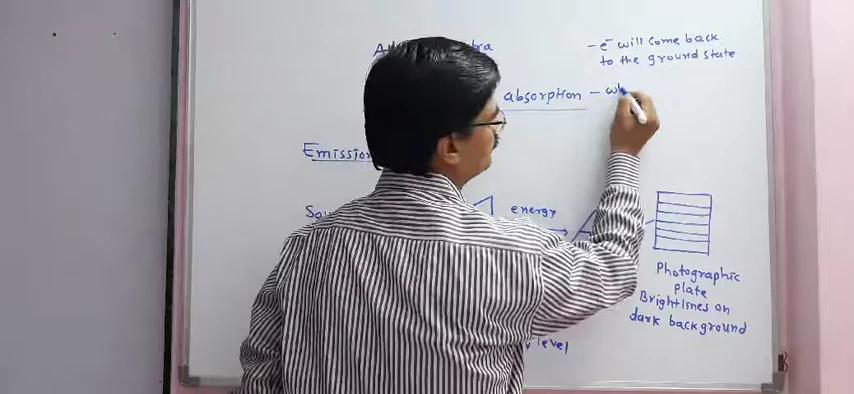 - e⁻ will come back
to the ground state
absorption -
Emission
energy
Photographic
plate
Brightlines on
dark background
level